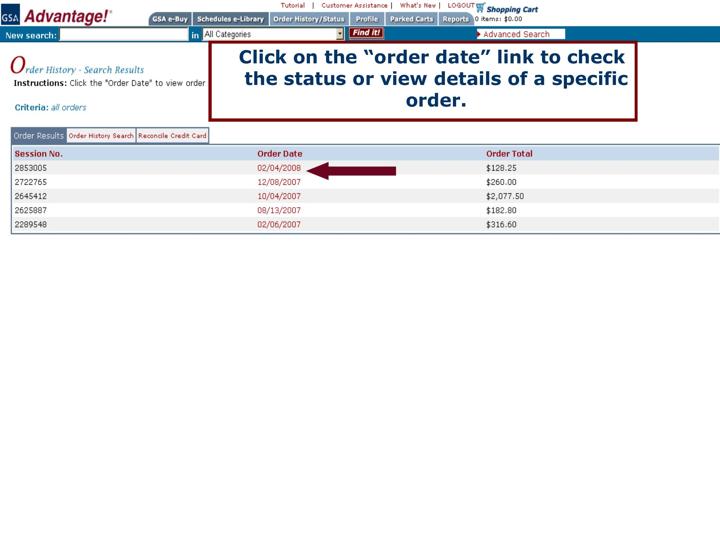 Tutorial | Customer Assistance | What's New | LOGOUT Shopping Cart
GSA Advantage!® GSA e-Buy Schedules e-Library Order History/Status Profile Parked Carts Reports 0 items: $0.00
New search: in All Categories Find it! Advanced Search
Click on the “order date” link to check
the status or view details of a specific
order.
Order History - Search Results
Instructions: Click the "Order Date" to view order
Criteria: all orders
Order Results Order History Search Reconcile Credit Card
Session No. Order Date Order Total
2853005 02/04/2008 $128.25
2722765 12/08/2007 $260.00
2645412 10/04/2007 $2,077.50
2625887 08/13/2007 $182.80
2289548 02/06/2007 $316.60